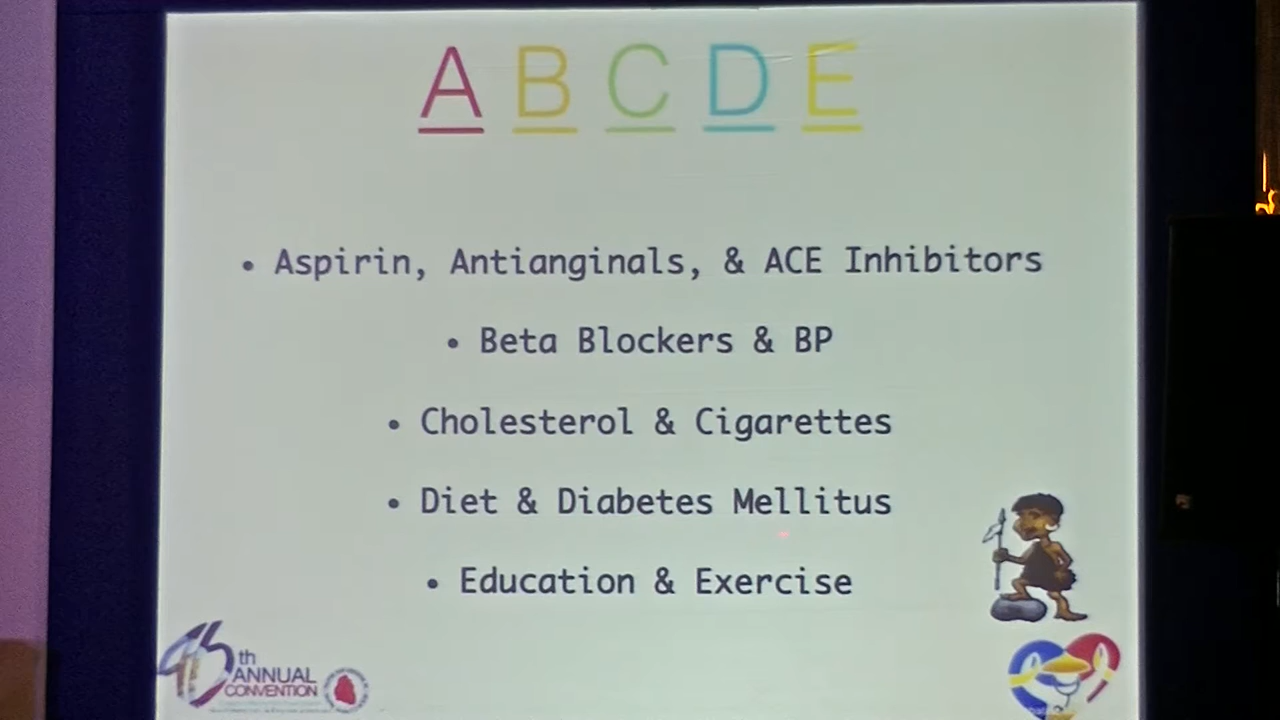 A B C D E
• Aspirin, Antianginals, & ACE Inhibitors
• Beta Blockers & BP
• Cholesterol & Cigarettes
• Diet & Diabetes Mellitus
• Education & Exercise
th
ANNUAL
CONVENTION